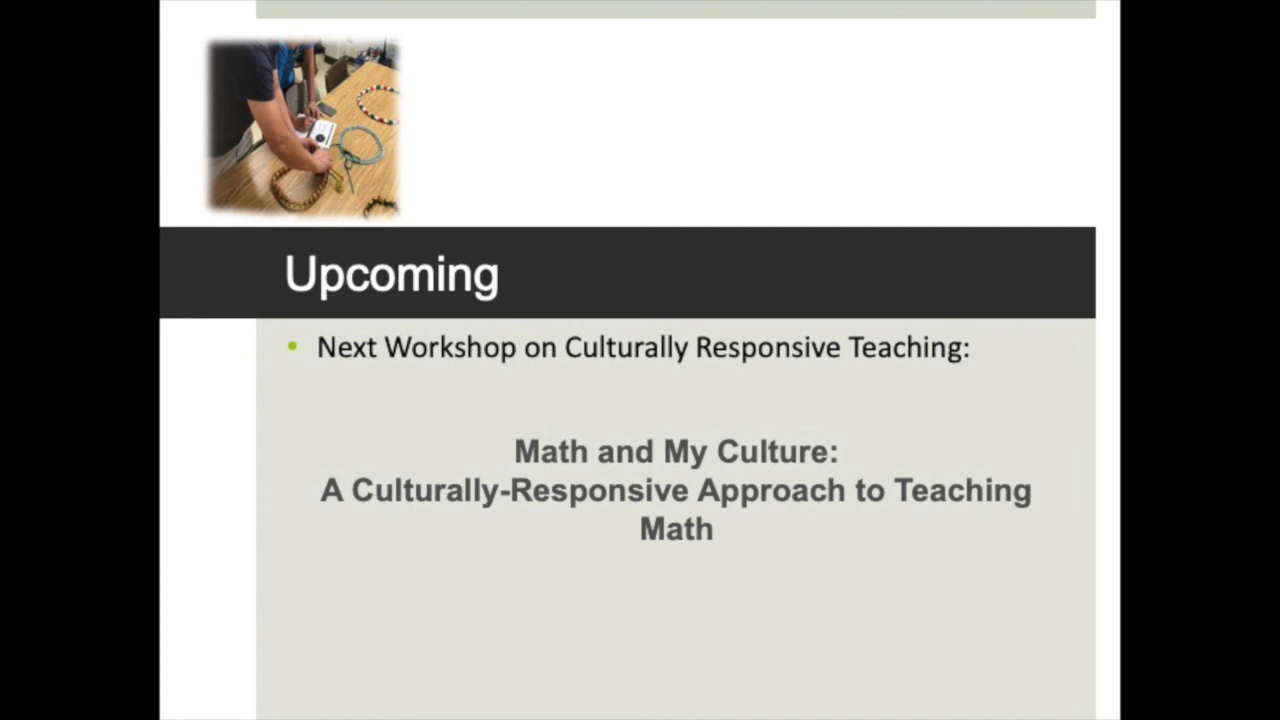 Upcoming
• Next Workshop on Culturally Responsive Teaching:
Math and My Culture:
A Culturally-Responsive Approach to Teaching
Math